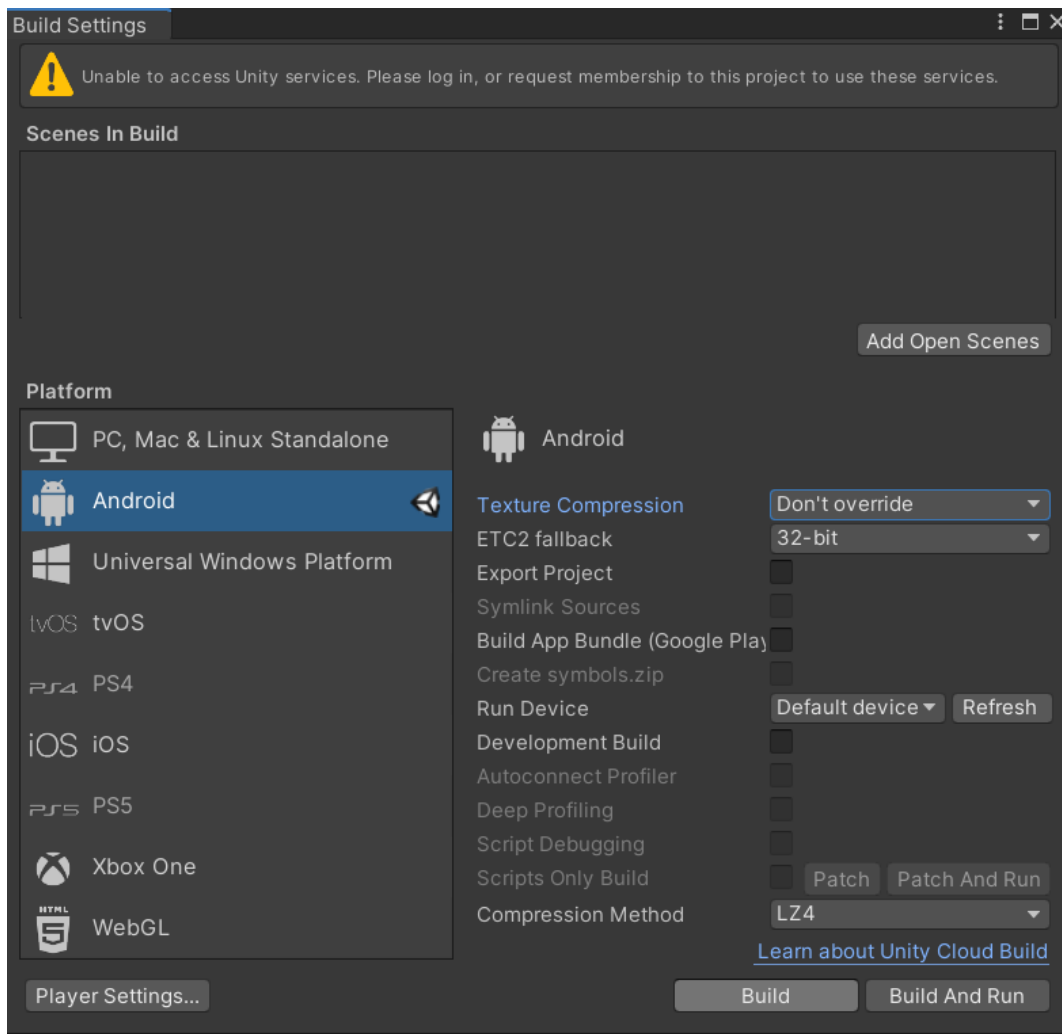 Build Settings
Unable to access Unity services. Please log in, or request membership to this project to use these services.
Scenes In Build
Add Open Scenes
Platform
PC, Mac & Linux Standalone
Android
Universal Windows Platform
tvOS tvOS
PS4 PS4
iOS iOS
PS5 PS5
Xbox One
HTML 5 WebGL
Android
Texture Compression Don't override
ETC2 fallback 32-bit
Export Project
Symlink Sources
Build App Bundle (Google Play
Create symbols.zip
Run Device Default device Refresh
Development Build
Autoconnect Profiler
Deep Profiling
Script Debugging
Scripts Only Build Patch Patch And Run
Compression Method LZ4
Learn about Unity Cloud Build
Player Settings... Build Build And Run